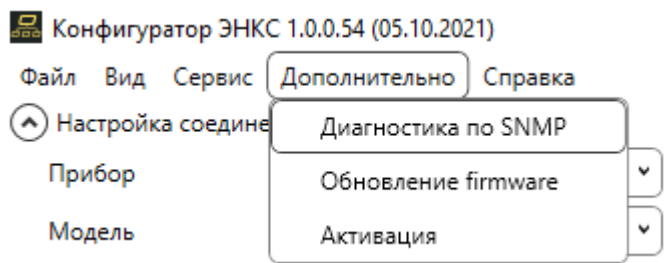 Конфигуратор ЭНКС 1.0.0.54 (05.10.2021)
Файл Вид Сервис Дополнительно Справка
Настройка соедине
Диагностика по SNMP
Прибор
Обновление firmware
Модель
Активация